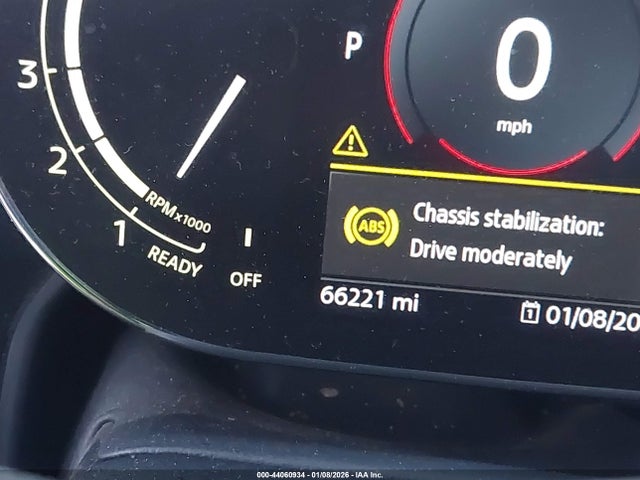 P
0
mph
3
2
1
RPM x1000
READY
OFF
ABS
Chassis stabilization:
Drive moderately
66221 mi
1
01/08/20
000-44060934 - 01/08/2026 - IAA Inc.